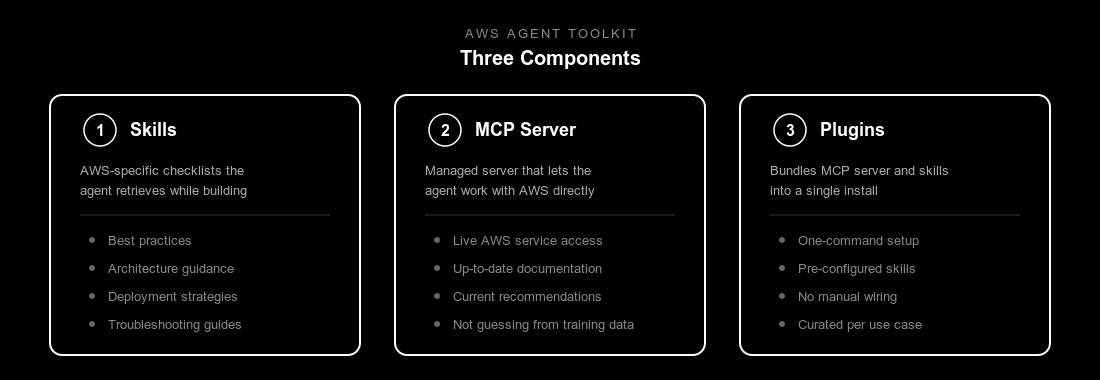 AWS AGENT TOOLKIT
Three Components
1 Skills
AWS-specific checklists the
agent retrieves while building
Best practices
Architecture guidance
Deployment strategies
Troubleshooting guides
2 MCP Server
Managed server that lets the
agent work with AWS directly
Live AWS service access
Up-to-date documentation
Current recommendations
Not guessing from training data
3 Plugins
Bundles MCP server and skills
into a single install
One-command setup
Pre-configured skills
No manual wiring
Curated per use case